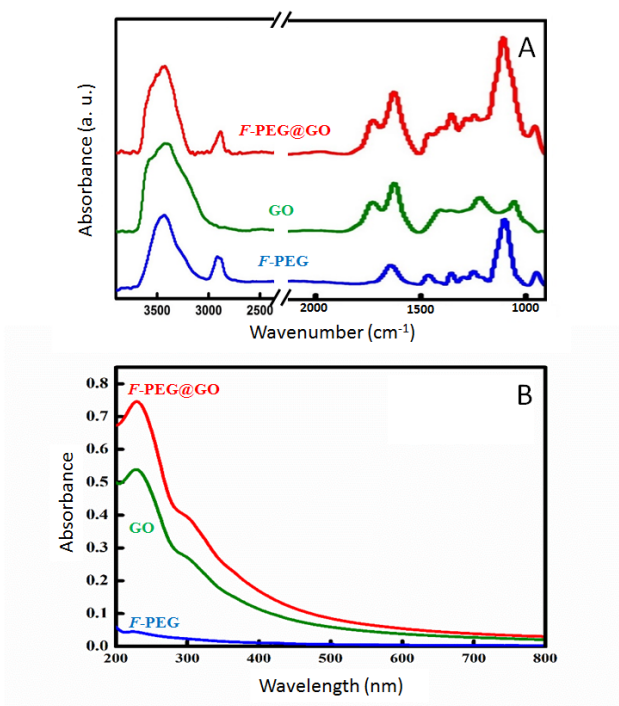 A
Absorbance (a. u.)
F-PEG@GO
GO
F-PEG
3500 3000 2500 2000 1500 1000
Wavenumber (cm⁻¹)
B
Absorbance
0.8
0.7
0.6
0.5
0.4
0.3
0.2
0.1
0.0
F-PEG@GO
GO
F-PEG
200 300 400 500 600 700 800
Wavelength (nm)